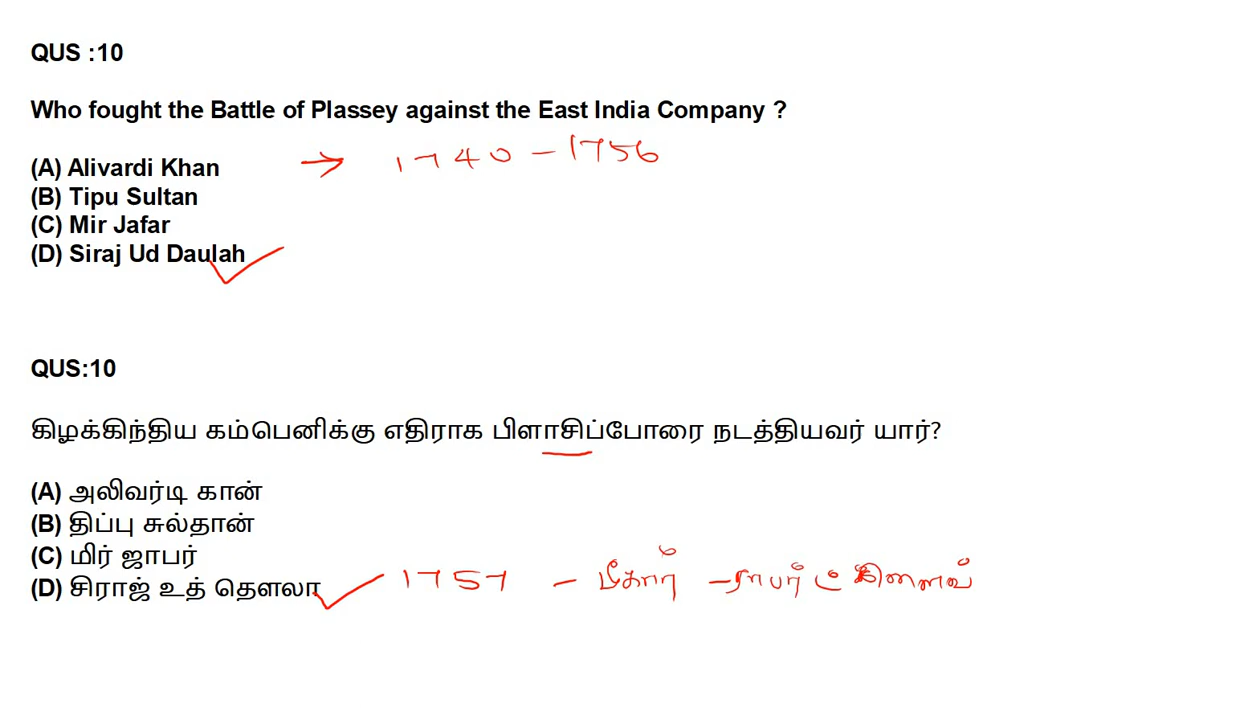 QUS :10
Who fought the Battle of Plassey against the East India Company ?
(A) Alivardi Khan → 1740 – 1756
(B) Tipu Sultan
(C) Mir Jafar
(D) Siraj Ud Daulah
QUS:10
கிழக்கிந்திய கம்பெனிக்கு எதிராக பிளாசிப்போரை நடத்தியவர் யார்?
(A) அலிவர்டி கான்
(B) திப்பு சுல்தான்
(C) மிர் ஜாபர்
(D) சிராஜ் உத் தௌலா 1757 – பீகார் – ராபர்ட்